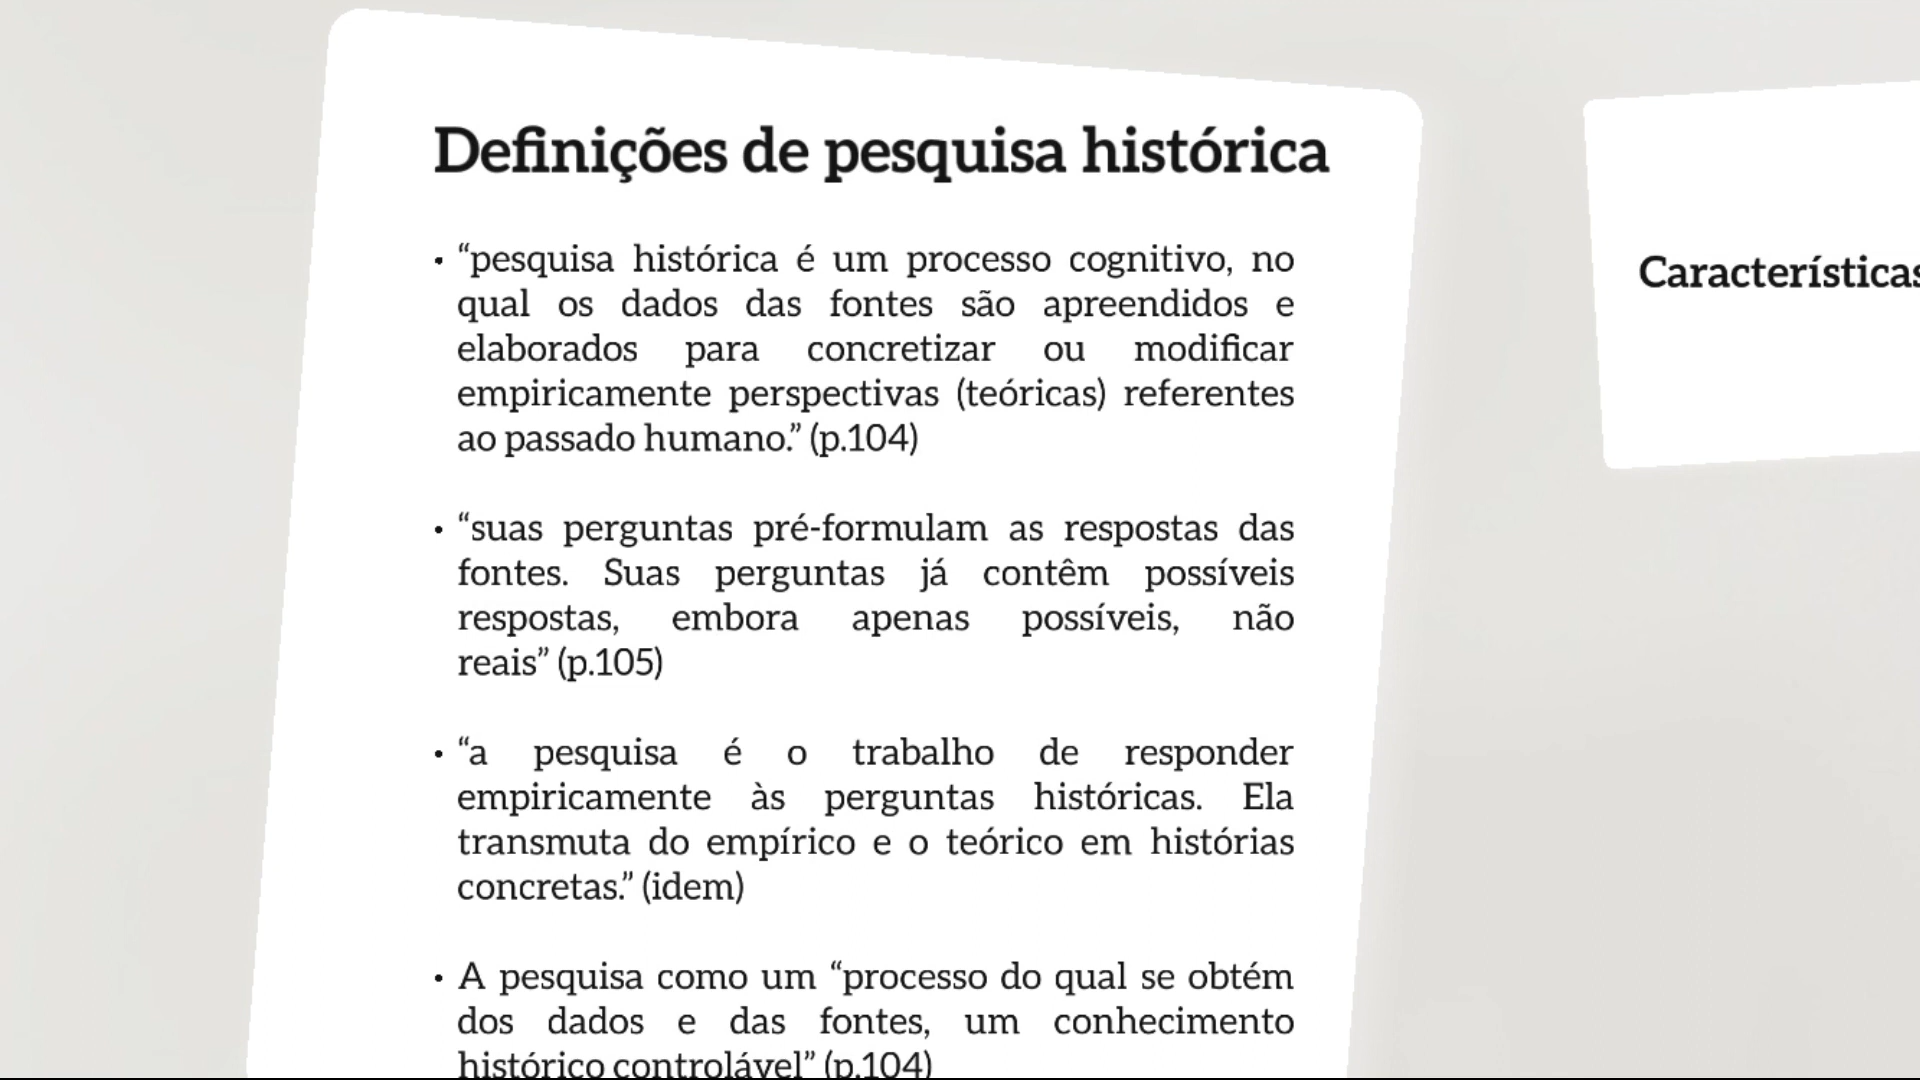 Definições de pesquisa histórica
• “pesquisa histórica é um processo cognitivo, no
qual os dados das fontes são apreendidos e
elaborados para concretizar ou modificar
empiricamente perspectivas (teóricas) referentes
ao passado humano.” (p.104)
• “suas perguntas pré-formulam as respostas das
fontes. Suas perguntas já contêm possíveis
respostas, embora apenas possíveis, não
reais” (p.105)
• “a pesquisa é o trabalho de responder
empiricamente às perguntas históricas. Ela
transmuta do empírico e o teórico em histórias
concretas.” (idem)
• A pesquisa como um “processo do qual se obtém
dos dados e das fontes, um conhecimento
histórico controlável” (p.104)
Características